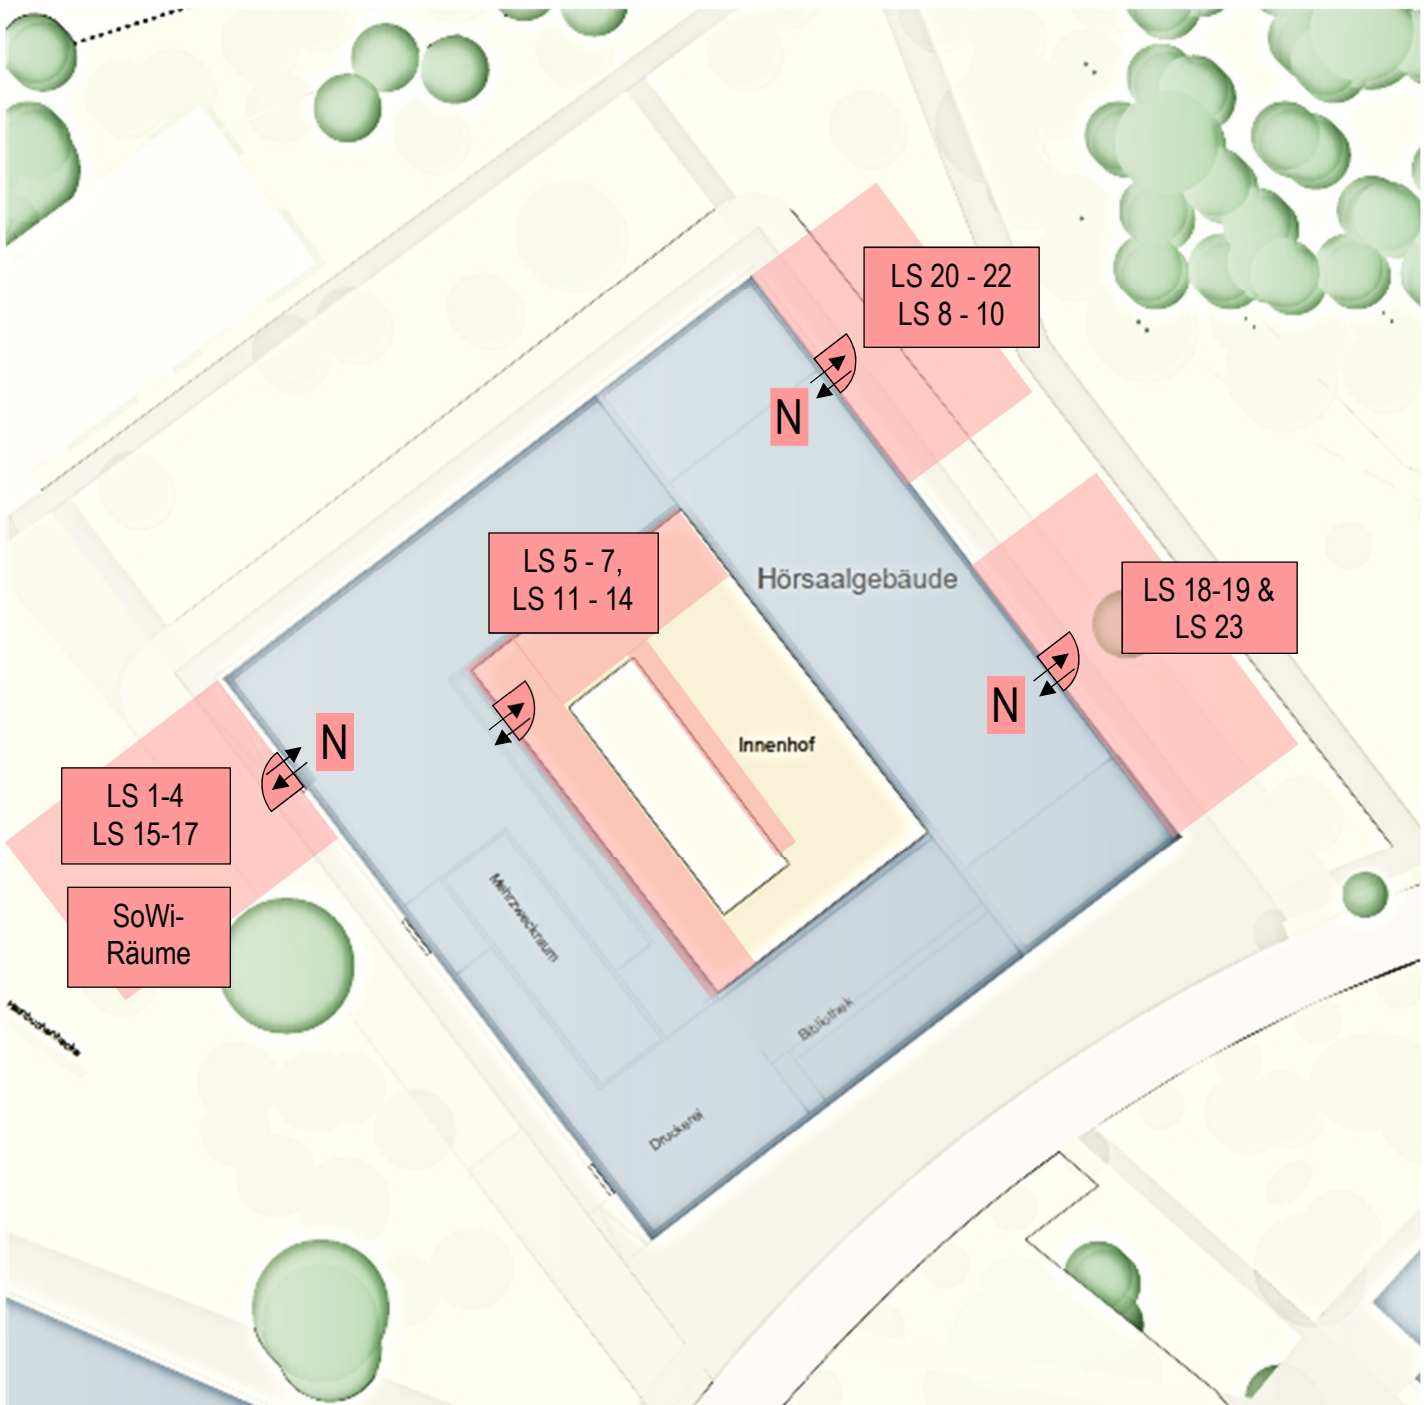 LS 20 - 22
LS 8 - 10
N
LS 5 - 7,
LS 11 - 14
Hörsaalgebäude
LS 18-19 &
LS 23
N
N
Innenhof
LS 1-4
LS 15-17
SoWi-
Räume
Mehrzweckraum
Bibliothek
Druckerei